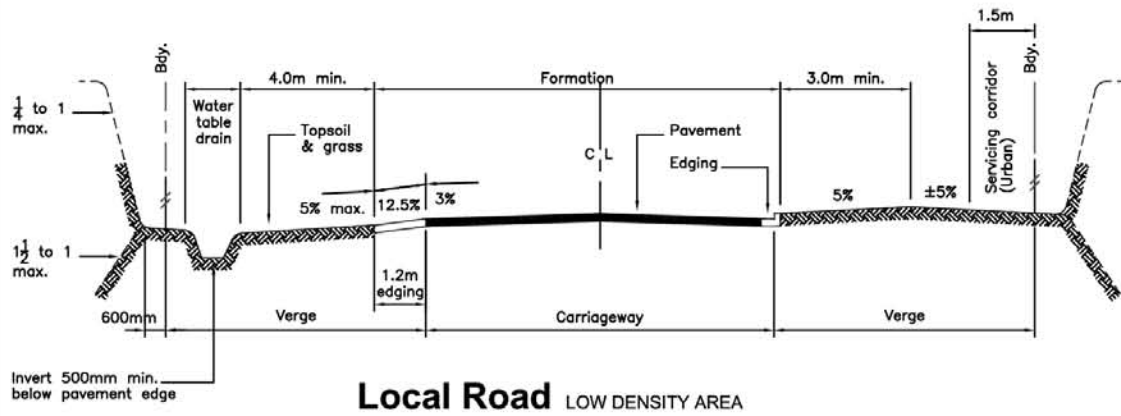 1.5m
Bdy.
4.0m min.
Formation
3.0m min.
Bdy.
1/4 to 1
max.
Water
table
drain
Topsoil
& grass
Pavement
C L
Edging
Servicing corridor
(Urban)
5% max.
12.5%
3%
5%
±5%
1 1/2 to 1
max.
1.2m
edging
600mm
Verge
Carriageway
Verge
Invert 500mm min.
below pavement edge
Local Road LOW DENSITY AREA